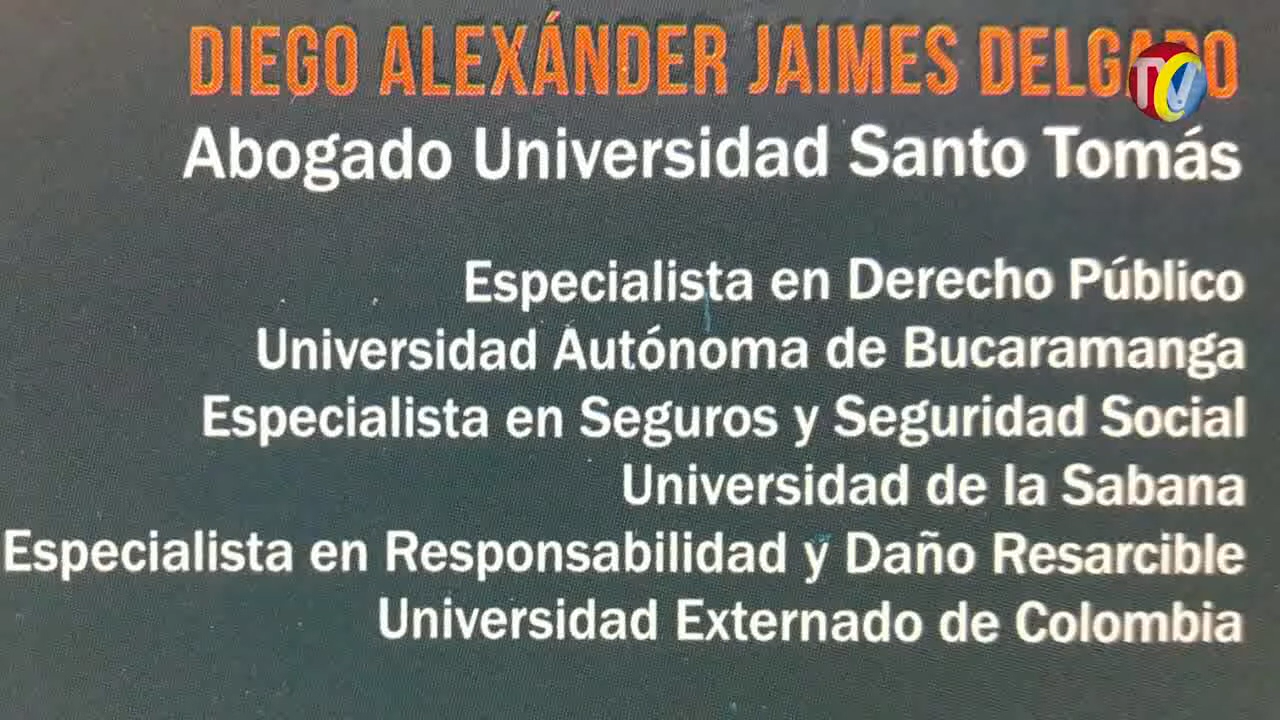 DIEGO ALEXÁNDER JAIMES DELGADO
Abogado Universidad Santo Tomás
Especialista en Derecho Público
Universidad Autónoma de Bucaramanga
Especialista en Seguros y Seguridad Social
Universidad de la Sabana
Especialista en Responsabilidad y Daño Resarcible
Universidad Externado de Colombia